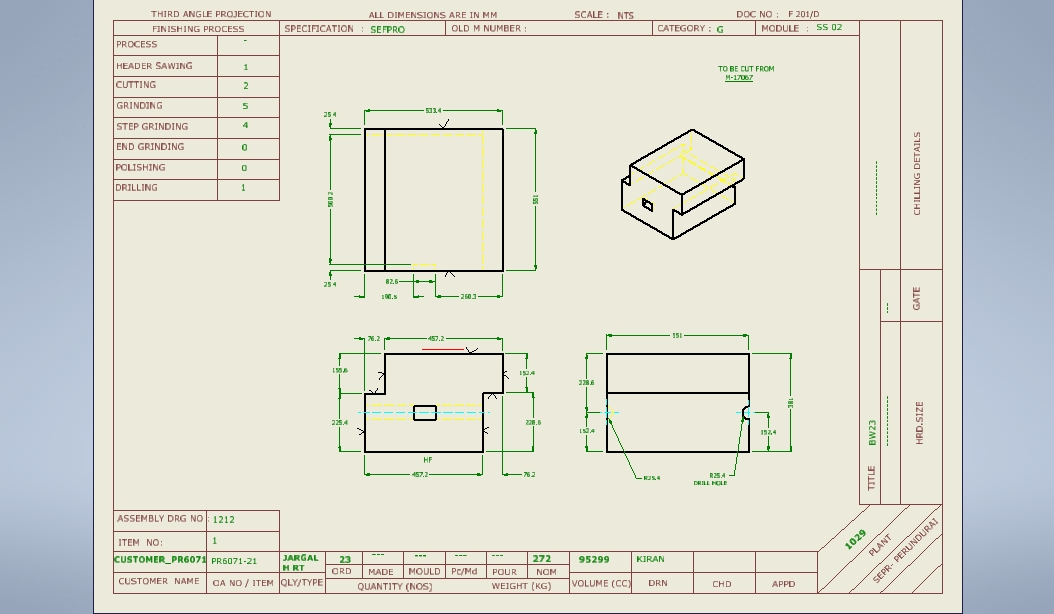 THIRD ANGLE PROJECTION
ALL DIMENSIONS ARE IN MM
SCALE : NTS
DOC NO : F 201/D
FINISHING PROCESS
SPECIFICATION : SEFPRO
OLD M NUMBER :
CATEGORY : G
MODULE : SS 02
PROCESS -
HEADER SAWING 1
CUTTING 2
GRINDING 5
STEP GRINDING 4
END GRINDING 0
POLISHING 0
DRILLING 1
TO BE CUT FROM
M-17067
533.4
25.4
500.2
551
25.4
82.6
190.5
260.3
76.2
457.2
155.6
152.4
225.4
228.6
HF
457.2
76.2
551
228.6
152.4
381
152.4
R25.4
R25.4
DRILL HOLE
CHILLING DETAILS
GATE
HRD.SIZE
TITLE
BW23
ASSEMBLY DRG NO : 1212
ITEM NO: 1
CUSTOMER_PR6071
PR6071-21
JARGAL
H RT
23
---
---
---
272
95299
KIRAN
CUSTOMER NAME
OA NO / ITEM
QLY/TYPE
ORD
MADE
MOULD
Pc/Md
POUR
NOM
QUANTITY (NOS)
WEIGHT (KG)
VOLUME (CC)
DRN
CHD
APPD
1029
PLANT
SEPR- PERUNDURAI